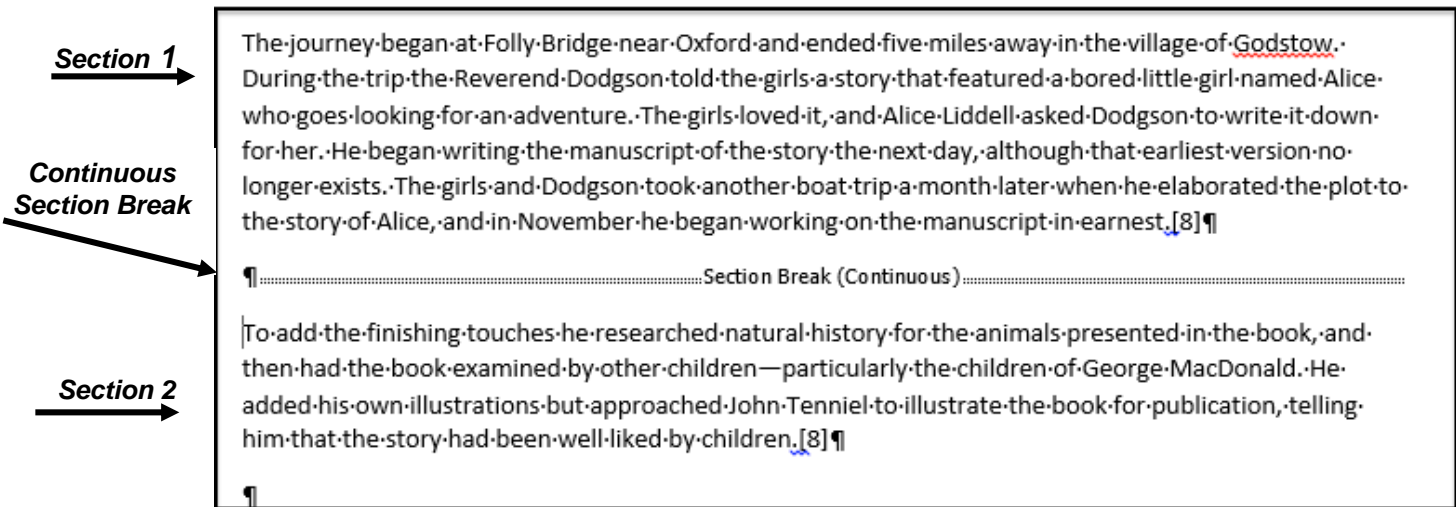 Section 1
The journey began at Folly Bridge near Oxford and ended five miles away in the village of Godstow.
During the trip the Reverend Dodgson told the girls a story that featured a bored little girl named Alice
who goes looking for an adventure. The girls loved it, and Alice Liddell asked Dodgson to write it down
for her. He began writing the manuscript of the story the next day, although that earliest version no
longer exists. The girls and Dodgson took another boat trip a month later when he elaborated the plot to
the story of Alice, and in November he began working on the manuscript in earnest.[8]¶
Continuous
Section Break
¶Section Break (Continuous)
Section 2
To add the finishing touches he researched natural history for the animals presented in the book, and
then had the book examined by other children—particularly the children of George MacDonald. He
added his own illustrations but approached John Tenniel to illustrate the book for publication, telling
him that the story had been well liked by children.[8]¶
¶